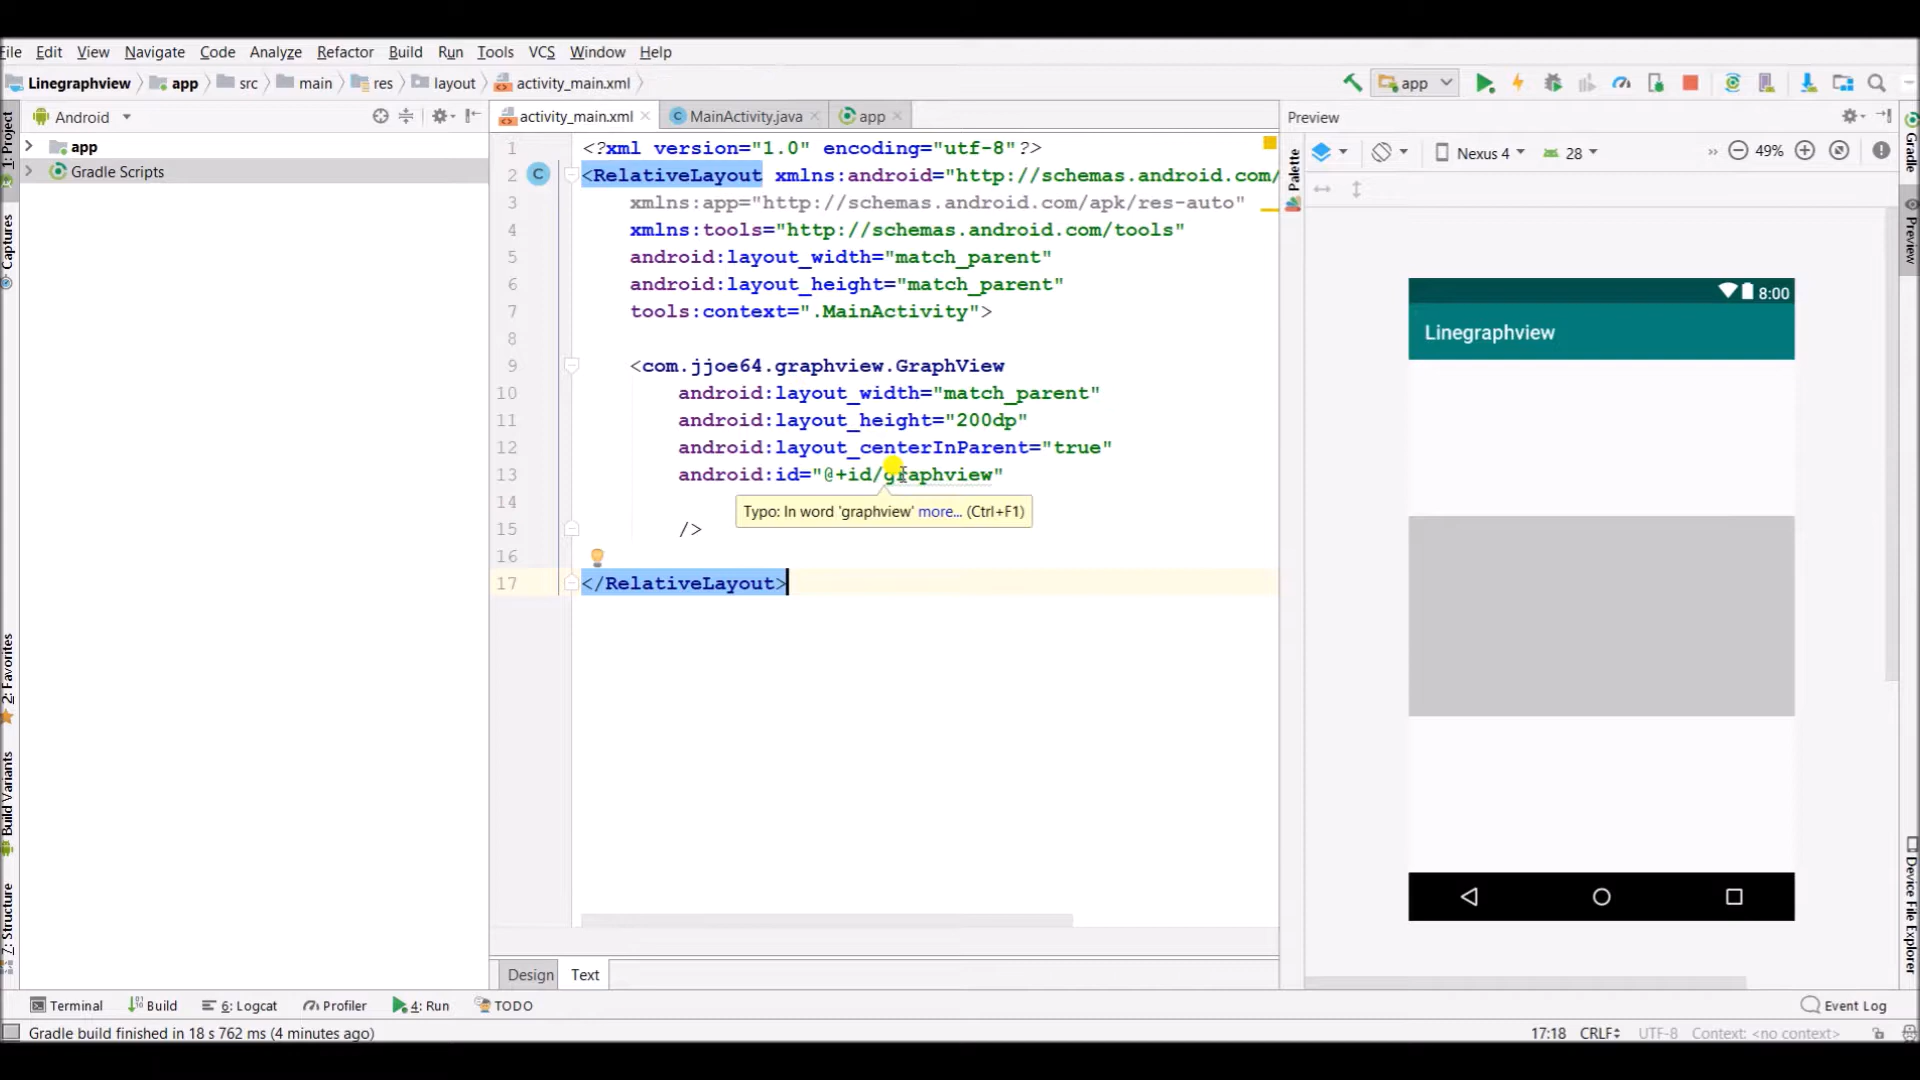 File Edit View Navigate Code Analyze Refactor Build Run Tools VCS Window Help
Linegraphview app src main res layout activity_main.xml
app
Android
activity_main.xml MainActivity.java app
Preview
app
Gradle Scripts
1: Project
Captures
2: Favorites
Build Variants
7: Structure
1 <?xml version="1.0" encoding="utf-8"?>
2 <RelativeLayout xmlns:android="http://schemas.android.com/
3 xmlns:app="http://schemas.android.com/apk/res-auto"
4 xmlns:tools="http://schemas.android.com/tools"
5 android:layout_width="match_parent"
6 android:layout_height="match_parent"
7 tools:context=".MainActivity">
8
9 <com.jjoe64.graphview.GraphView
10 android:layout_width="match_parent"
11 android:layout_height="200dp"
12 android:layout_centerInParent="true"
13 android:id="@+id/graphview"
14
Typo: In word 'graphview' more... (Ctrl+F1)
15 />
16
17 </RelativeLayout>
C
Palette
Nexus 4 28 » 49%
8:00
Linegraphview
Gradle
Preview
Device File Explorer
Design Text
Terminal Build 6: Logcat Profiler 4: Run TODO Event Log
Gradle build finished in 18 s 762 ms (4 minutes ago) 17:18 CRLF UTF-8 Context: <no context>